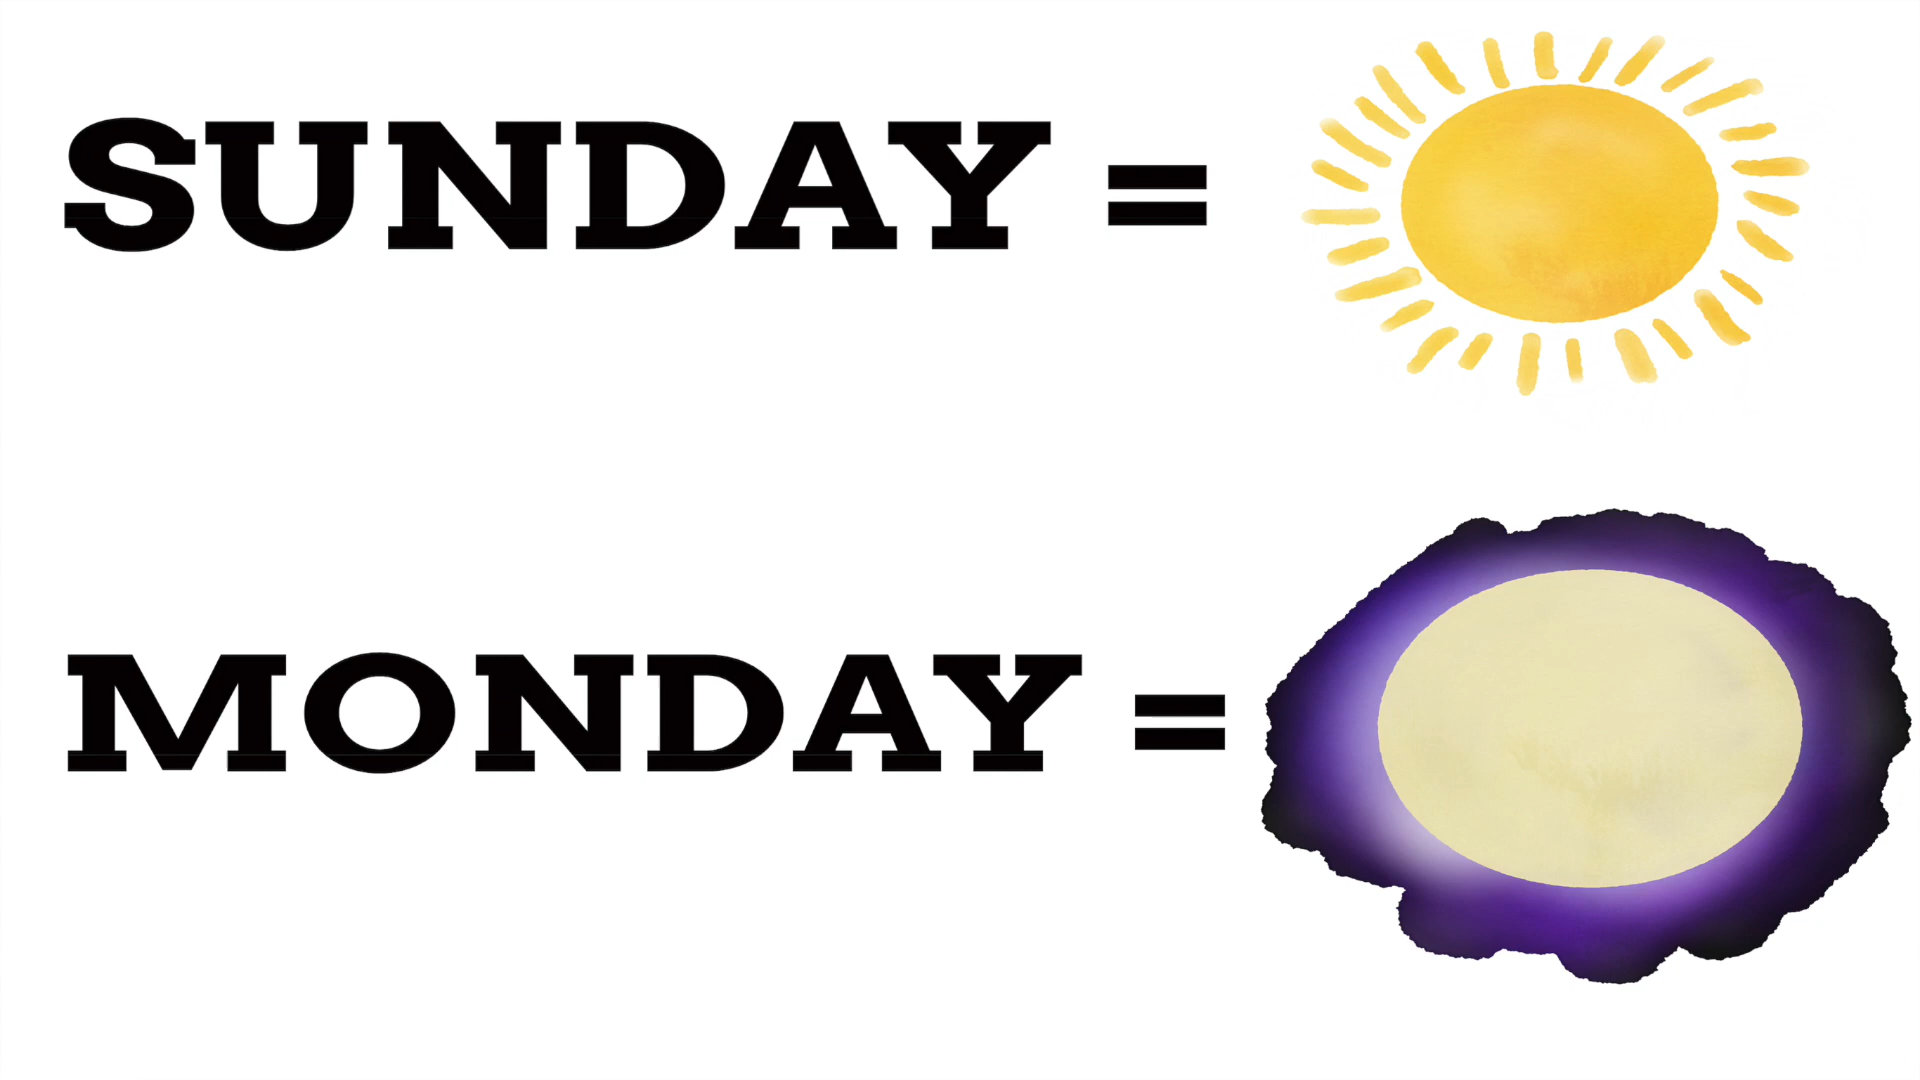 SUNDAY =
MONDAY =